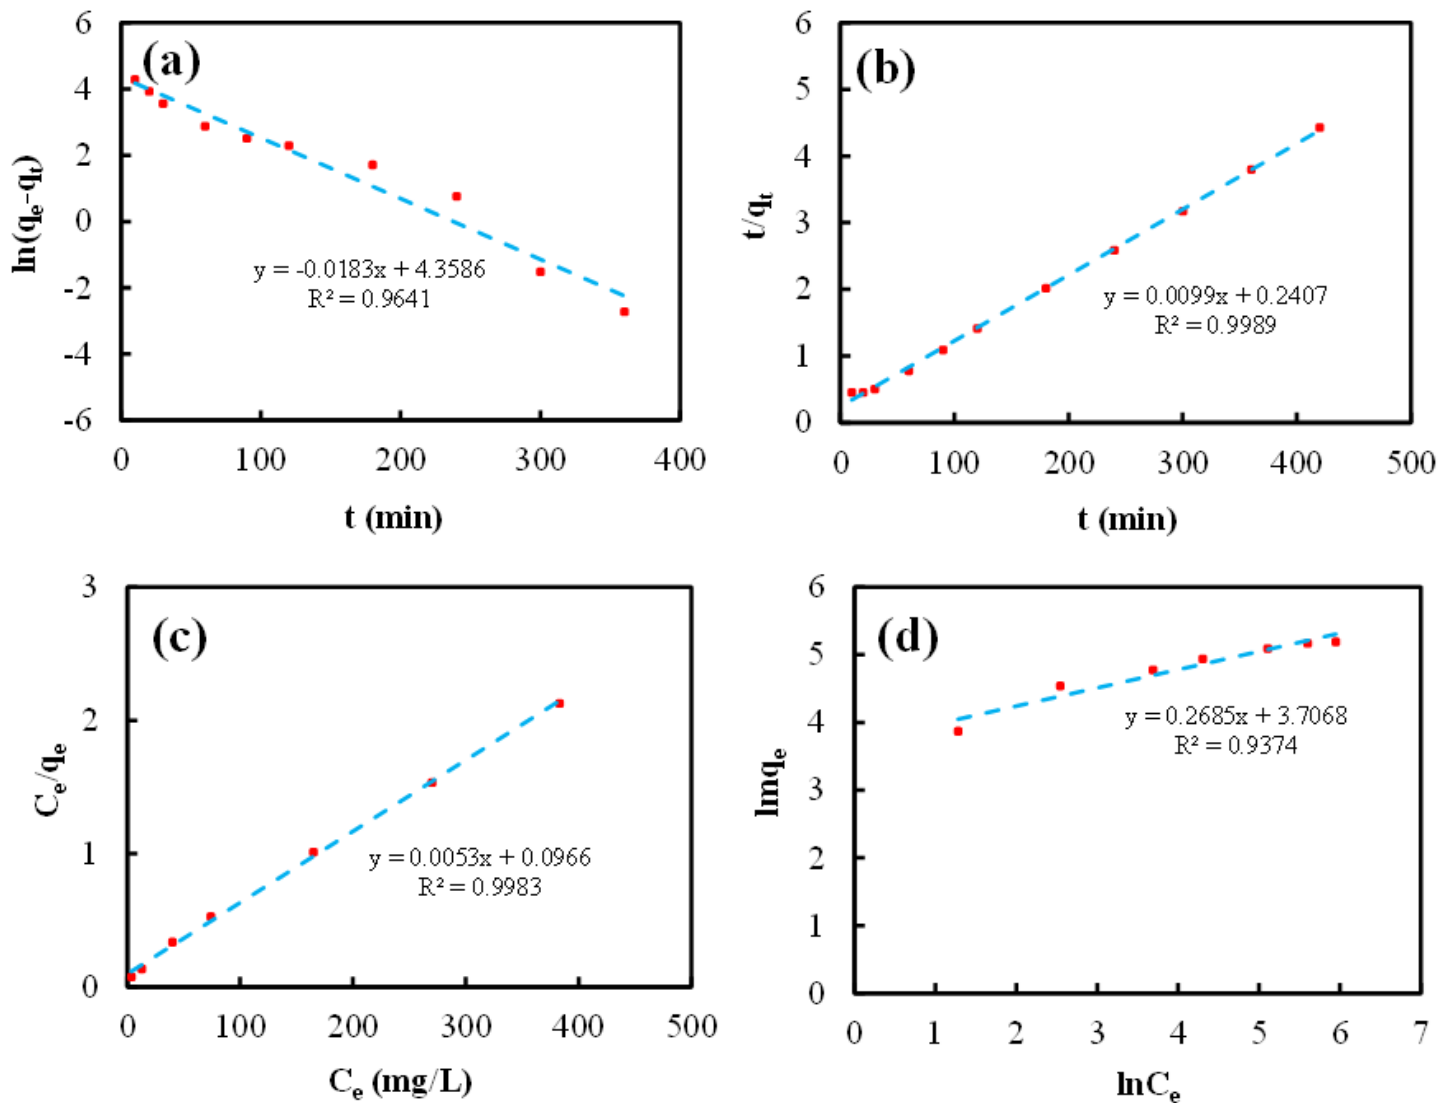 (a)
6
4
2
0
-2
-4
-6
ln(qₑ-qₜ)
y = -0.0183x + 4.3586
R² = 0.9641
0 100 200 300 400
t (min)
(b)
6
5
4
3
2
1
0
t/qₜ
y = 0.0099x + 0.2407
R² = 0.9989
0 100 200 300 400 500
t (min)
(c)
3
2
1
0
Cₑ/qₑ
y = 0.0053x + 0.0966
R² = 0.9983
0 100 200 300 400 500
Cₑ (mg/L)
(d)
6
5
4
3
2
1
0
lmqₑ
y = 0.2685x + 3.7068
R² = 0.9374
0 1 2 3 4 5 6 7
lnCₑ